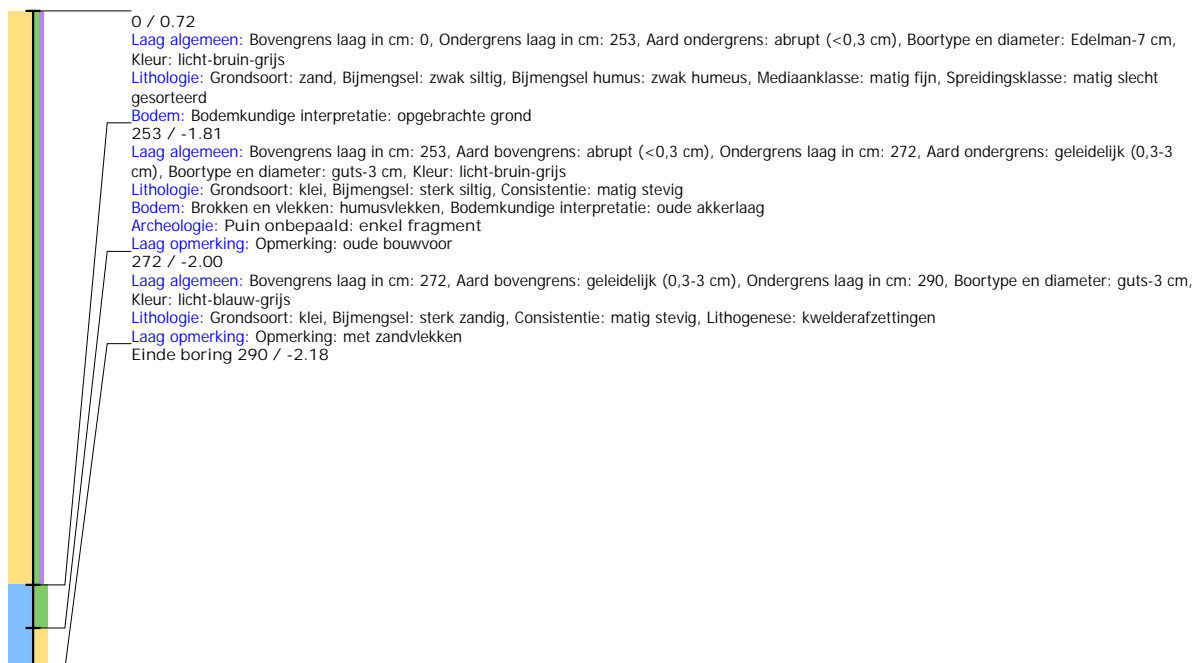 0 / 0.72
Laag algemeen: Bovengrens laag in cm: 0, Ondergrens laag in cm: 253, Aard ondergrens: abrupt (<0,3 cm), Boortype en diameter: Edelman-7 cm,
Kleur: licht-bruin-grijs
Lithologie: Grondsoort: zand, Bijmengsel: zwak siltig, Bijmengsel humus: zwak humeus, Mediaanklasse: matig fijn, Spreidingsklasse: matig slecht
gesorteerd
Bodem: Bodemkundige interpretatie: opgebrachte grond
253 / -1.81
Laag algemeen: Bovengrens laag in cm: 253, Aard bovengrens: abrupt (<0,3 cm), Ondergrens laag in cm: 272, Aard ondergrens: geleidelijk (0,3-3
cm), Boortype en diameter: guts-3 cm, Kleur: licht-bruin-grijs
Lithologie: Grondsoort: klei, Bijmengsel: sterk siltig, Consistentie: matig stevig
Bodem: Brokken en vlekken: humusvlekken, Bodemkundige interpretatie: oude akkerlaag
Archeologie: Puin onbepaald: enkel fragment
Laag opmerking: Opmerking: oude bouwvoor
272 / -2.00
Laag algemeen: Bovengrens laag in cm: 272, Aard bovengrens: geleidelijk (0,3-3 cm), Ondergrens laag in cm: 290, Boortype en diameter: guts-3 cm,
Kleur: licht-blauw-grijs
Lithologie: Grondsoort: klei, Bijmengsel: sterk zandig, Consistentie: matig stevig, Lithogenese: kwelderafzettingen
Laag opmerking: Opmerking: met zandvlekken
Einde boring 290 / -2.18